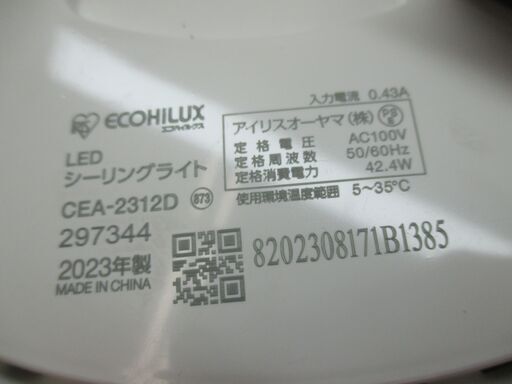 ECOHILUX
エコハイルクス
LED
シーリングライト
CEA-2312D 873
297344
2023年製
MADE IN CHINA
入力電流 0.43A
アイリスオーヤマ(株) PSE
定格電圧 AC100V
定格周波数 50/60Hz
定格消費電力 42.4W
使用環境温度範囲 5~35℃
8202308171B1385